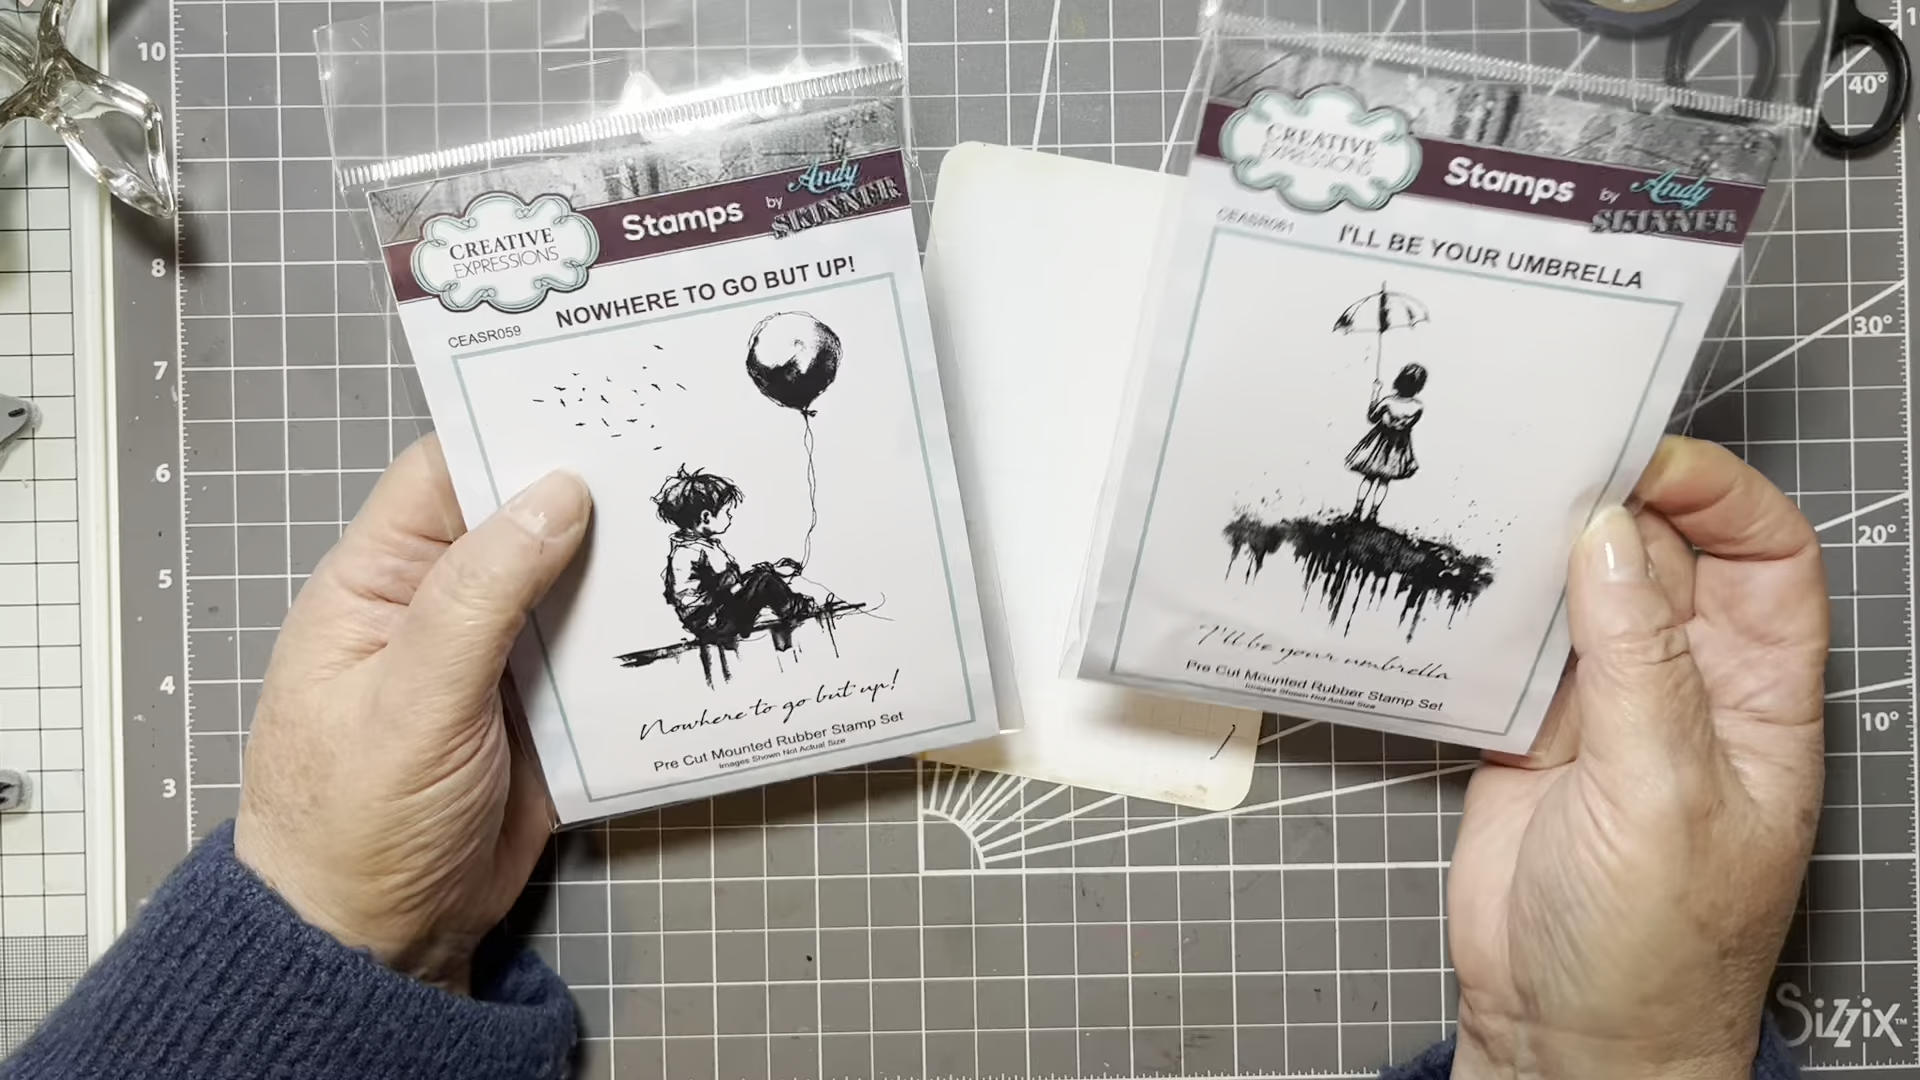 CREATIVE
EXPRESSIONS
Stamps by Andy SKINNER
CEASR059
NOWHERE TO GO BUT UP!
Nowhere to go but up!
Pre Cut Mounted Rubber Stamp Set
Images Shown Not Actual Size
CREATIVE
EXPRESSIONS
Stamps by Andy SKINNER
CEASR061
I'LL BE YOUR UMBRELLA
I'll be your umbrella
Pre Cut Mounted Rubber Stamp Set
Images Shown Not Actual Size
10
8
7
6
5
4
3
40°
30°
20°
10°
Sizzix™